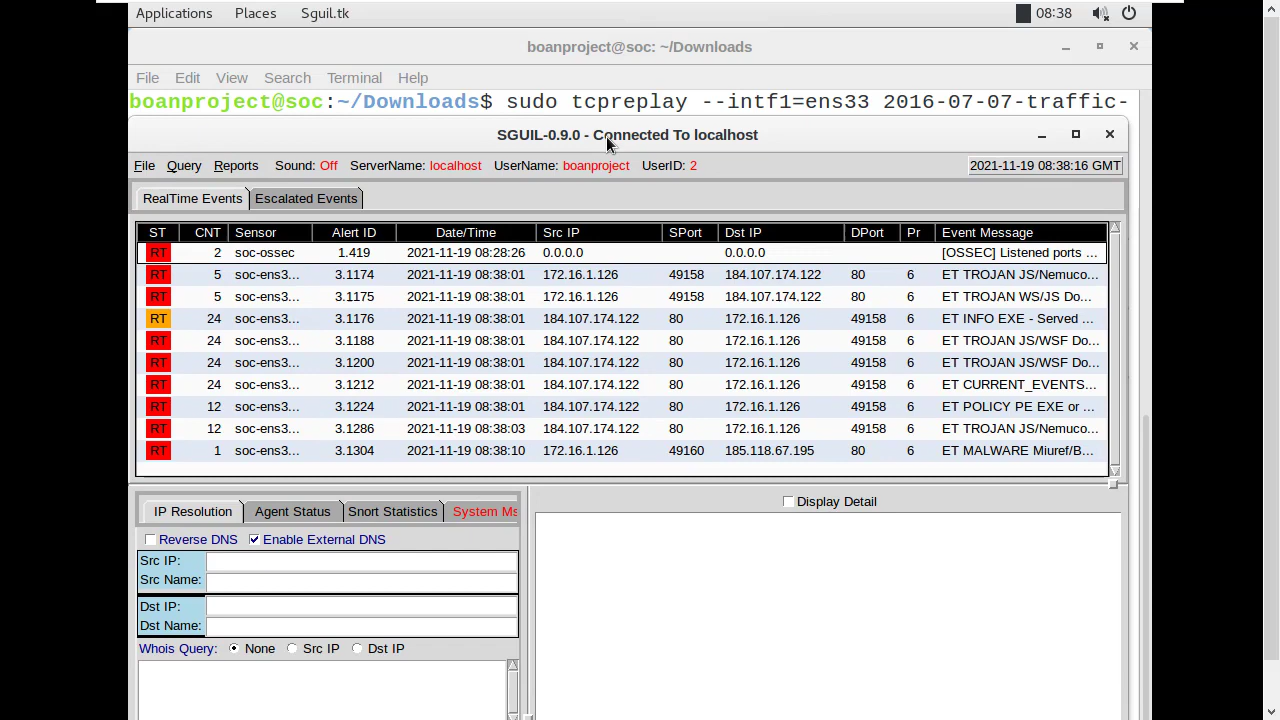 Applications Places Sguil.tk 08:38
boanproject@soc: ~/Downloads
File Edit View Search Terminal Help
boanproject@soc:~/Downloads$ sudo tcpreplay --intf1=ens33 2016-07-07-traffic-
SGUIL-0.9.0 - Connected To localhost
File Query Reports Sound: Off ServerName: localhost UserName: boanproject UserID: 2 2021-11-19 08:38:16 GMT
RealTime Events Escalated Events
ST CNT Sensor Alert ID Date/Time Src IP SPort Dst IP DPort Pr Event Message
RT 2 soc-ossec 1.419 2021-11-19 08:28:26 0.0.0.0 0.0.0.0 [OSSEC] Listened ports ...
RT 5 soc-ens3... 3.1174 2021-11-19 08:38:01 172.16.1.126 49158 184.107.174.122 80 6 ET TROJAN JS/Nemuco...
RT 5 soc-ens3... 3.1175 2021-11-19 08:38:01 172.16.1.126 49158 184.107.174.122 80 6 ET TROJAN WS/JS Do...
RT 24 soc-ens3... 3.1176 2021-11-19 08:38:01 184.107.174.122 80 172.16.1.126 49158 6 ET INFO EXE - Served ...
RT 24 soc-ens3... 3.1188 2021-11-19 08:38:01 184.107.174.122 80 172.16.1.126 49158 6 ET TROJAN JS/WSF Do...
RT 24 soc-ens3... 3.1200 2021-11-19 08:38:01 184.107.174.122 80 172.16.1.126 49158 6 ET TROJAN JS/WSF Do...
RT 24 soc-ens3... 3.1212 2021-11-19 08:38:01 184.107.174.122 80 172.16.1.126 49158 6 ET CURRENT_EVENTS...
RT 12 soc-ens3... 3.1224 2021-11-19 08:38:01 184.107.174.122 80 172.16.1.126 49158 6 ET POLICY PE EXE or ...
RT 12 soc-ens3... 3.1286 2021-11-19 08:38:03 184.107.174.122 80 172.16.1.126 49158 6 ET TROJAN JS/Nemuco...
RT 1 soc-ens3... 3.1304 2021-11-19 08:38:10 172.16.1.126 49160 185.118.67.195 80 6 ET MALWARE Miuref/B...
IP Resolution Agent Status Snort Statistics System Ms
Display Detail
Reverse DNS Enable External DNS
Src IP:
Src Name:
Dst IP:
Dst Name:
Whois Query: None Src IP Dst IP